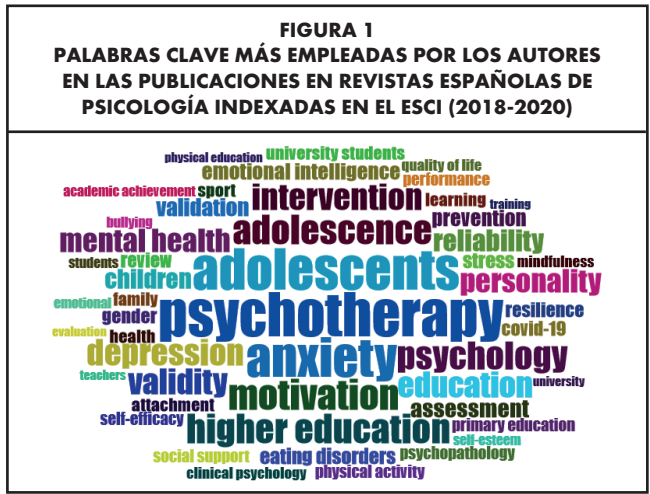 FIGURA 1
PALABRAS CLAVE MÁS EMPLEADAS POR LOS AUTORES
EN LAS PUBLICACIONES EN REVISTAS ESPAÑOLAS DE
PSICOLOGÍA INDEXADAS EN EL ESCI (2018-2020)
physical education university students
emotional intelligence quality of life
performance
academic achievement sport intervention learning training
validation prevention
bullying adolescence
mental health reliability
students review adolescents stress mindfulness
children personality
emotional family psychotherapy resilience
gender covid-19
evaluation health
depression anxiety psychology
teachers validity motivation education university
attachment assessment
self-efficacy higher education primary education
self-esteem
social support eating disorders psychopathology
clinical psychology physical activity